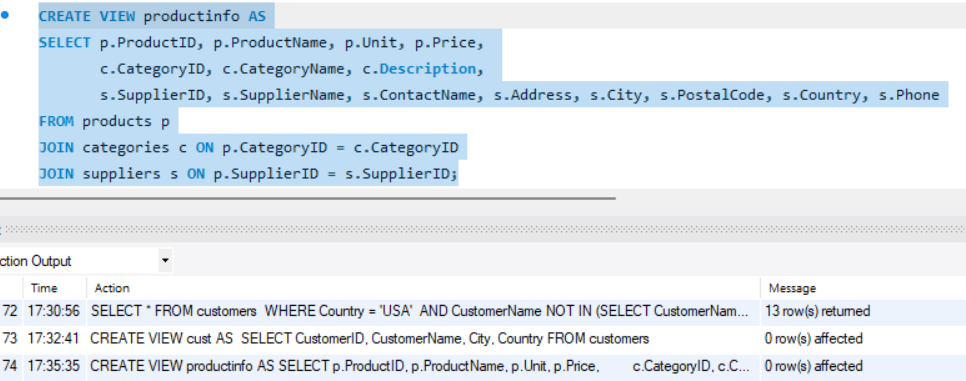 CREATE VIEW productinfo AS
SELECT p.ProductID, p.ProductName, p.Unit, p.Price,
c.CategoryID, c.CategoryName, c.Description,
s.SupplierID, s.SupplierName, s.ContactName, s.Address, s.City, s.PostalCode, s.Country, s.Phone
FROM products p
JOIN categories c ON p.CategoryID = c.CategoryID
JOIN suppliers s ON p.SupplierID = s.SupplierID;
ction Output
Time Action Message
72 17:30:56 SELECT * FROM customers WHERE Country = 'USA' AND CustomerName NOT IN (SELECT CustomerNam... 13 row(s) returned
73 17:32:41 CREATE VIEW cust AS SELECT CustomerID, CustomerName, City, Country FROM customers 0 row(s) affected
74 17:35:35 CREATE VIEW productinfo AS SELECT p.ProductID, p.ProductName, p.Unit, p.Price, c.CategoryID, c.C... 0 row(s) affected